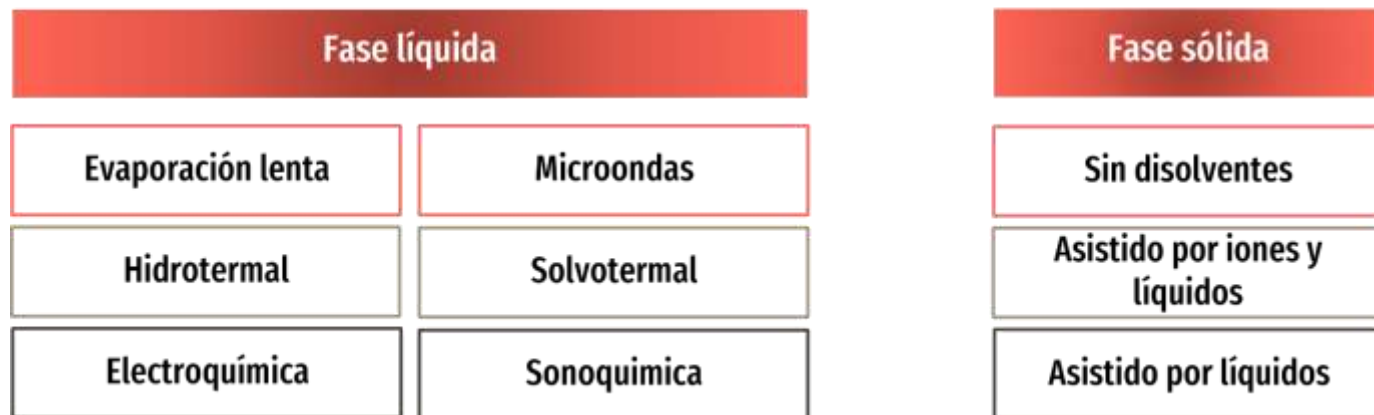 Fase líquida
Fase sólida
Evaporación lenta
Microondas
Sin disolventes
Hidrotermal
Solvotermal
Asistido por iones y
líquidos
Electroquímica
Sonoquimica
Asistido por líquidos